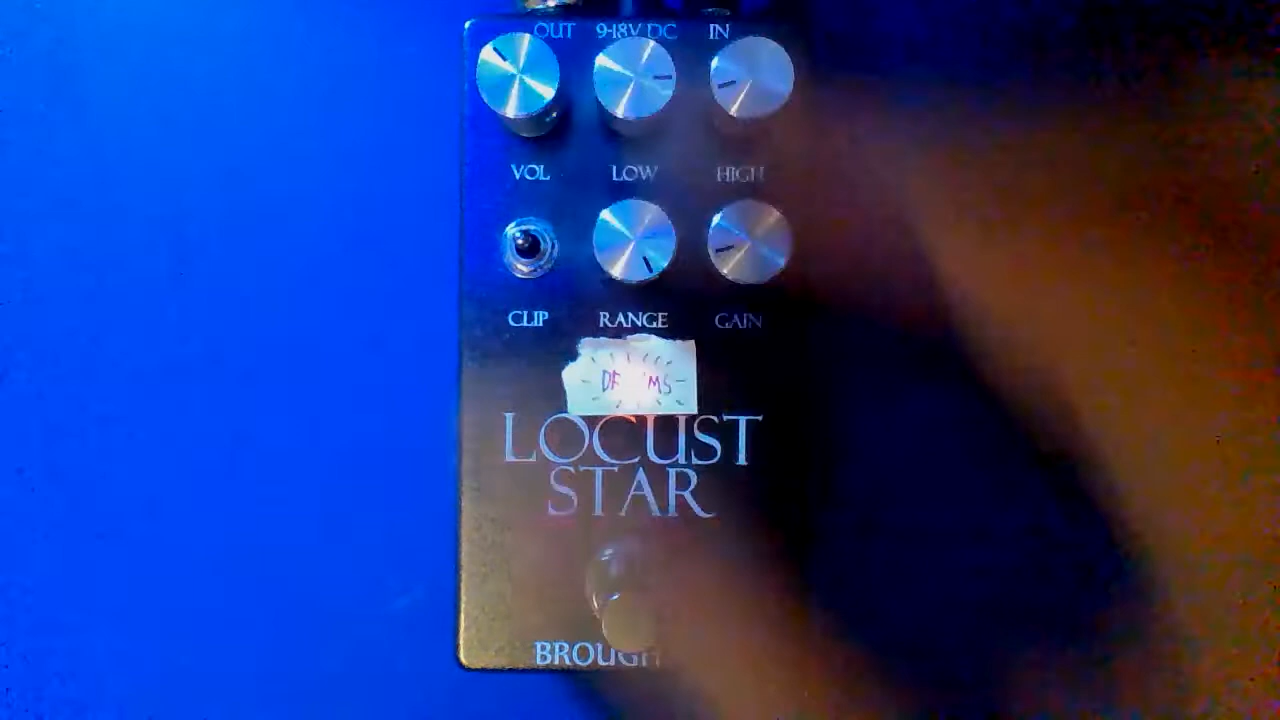 OUT 9-18V DC IN
VOL LOW HIGH
CLIP RANGE GAIN
LOCUST
STAR